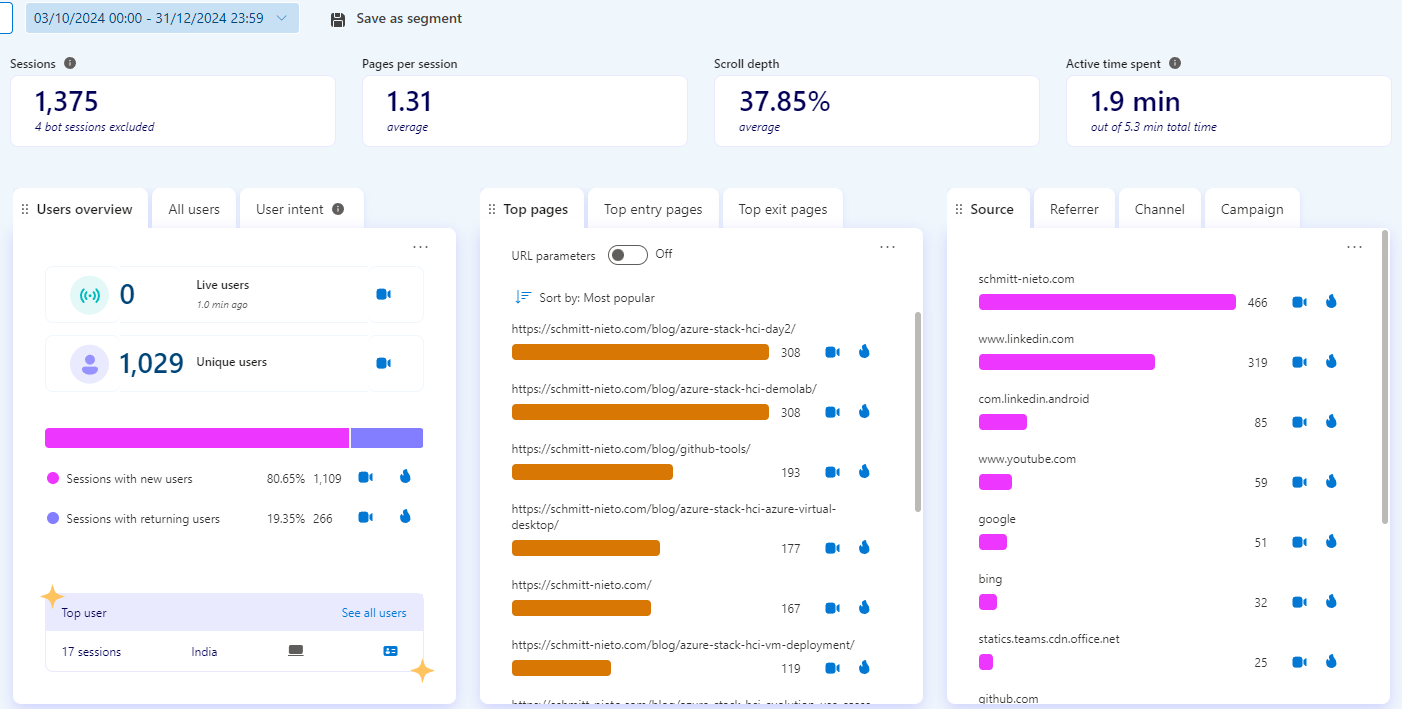 03/10/2024 00:00 - 31/12/2024 23:59
Save as segment
Sessions
1,375
4 bot sessions excluded
Pages per session
1.31
average
Scroll depth
37.85%
average
Active time spent
1.9 min
out of 5.3 min total time
Users overview
All users
User intent
0
Live users
1.0 min ago
1,029
Unique users
Sessions with new users 80.65% 1,109
Sessions with returning users 19.35% 266
Top user
See all users
17 sessions India
Top pages
Top entry pages
Top exit pages
URL parameters Off
Sort by: Most popular
https://schmitt-nieto.com/blog/azure-stack-hci-day2/
308
https://schmitt-nieto.com/blog/azure-stack-hci-demolab/
308
https://schmitt-nieto.com/blog/github-tools/
193
https://schmitt-nieto.com/blog/azure-stack-hci-azure-virtual-
desktop/
177
https://schmitt-nieto.com/
167
https://schmitt-nieto.com/blog/azure-stack-hci-vm-deployment/
119
Source
Referrer
Channel
Campaign
schmitt-nieto.com
466
www.linkedin.com
319
com.linkedin.android
85
www.youtube.com
59
google
51
bing
32
statics.teams.cdn.office.net
25
github.com